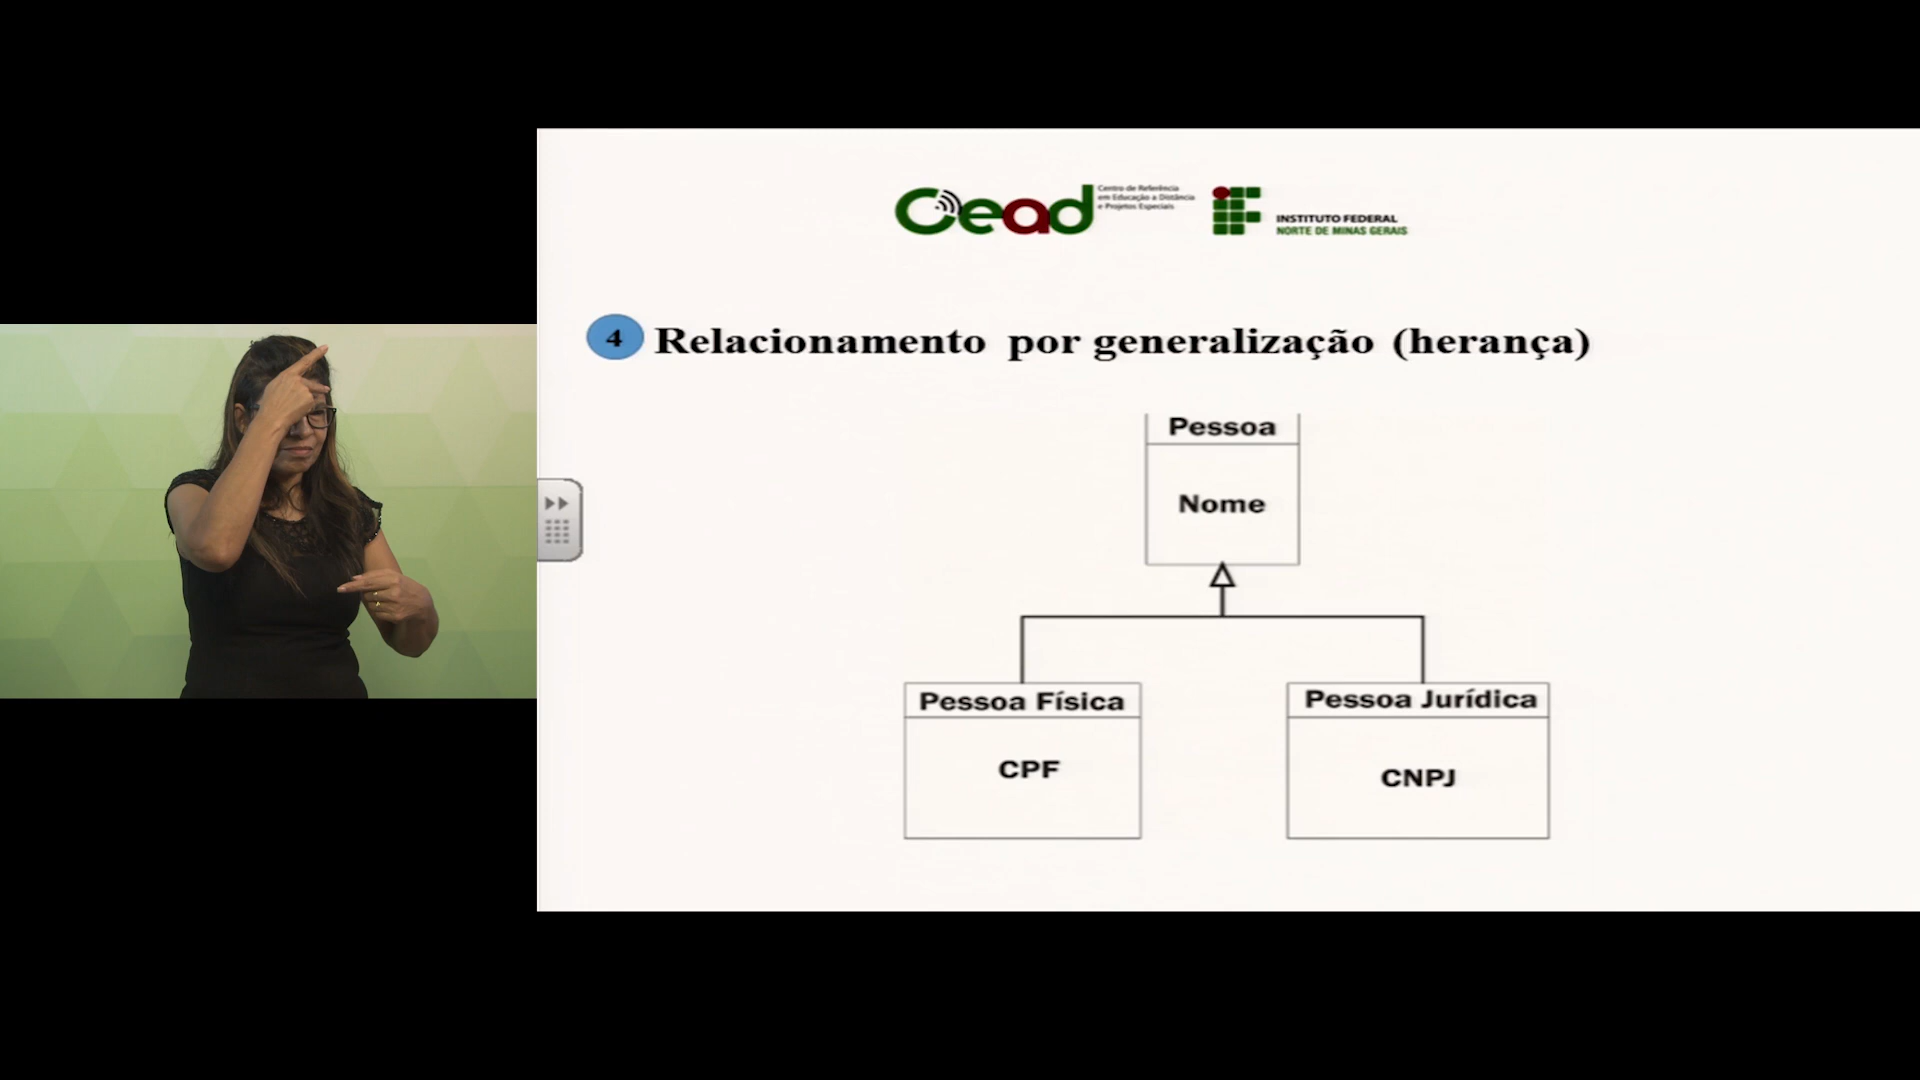 Cead
Centro de Referência
em Educação a Distância
e Projetos Especiais
INSTITUTO FEDERAL
NORTE DE MINAS GERAIS
4 Relacionamento por generalização (herança)
Pessoa
Nome
Pessoa Física
CPF
Pessoa Jurídica
CNPJ